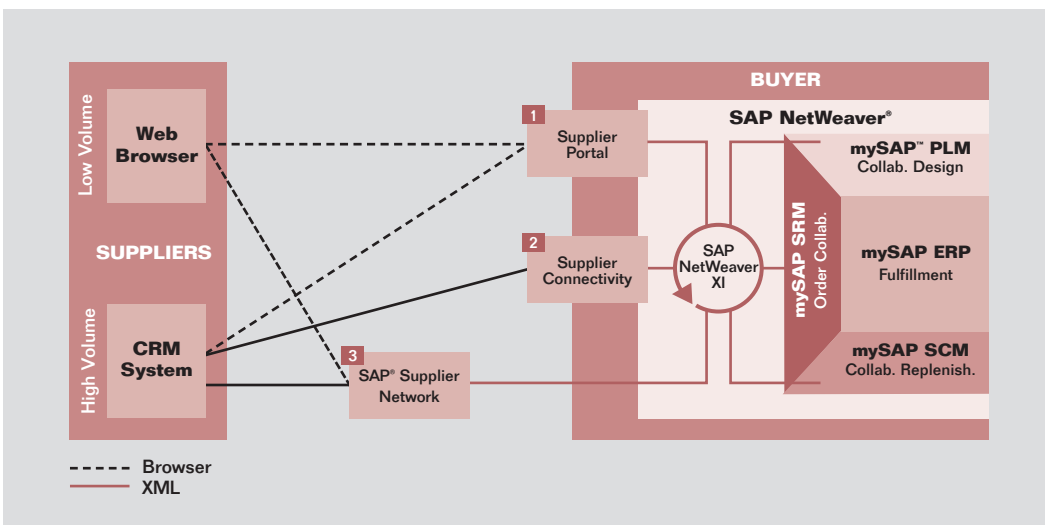 Low Volume
Web
Browser
SUPPLIERS
High Volume
CRM
System
1
Supplier
Portal
2
Supplier
Connectivity
3
SAP® Supplier
Network
BUYER
SAP NetWeaver®
SAP
NetWeaver
XI
mySAP SRM
Order Collab.
mySAP™ PLM
Collab. Design
mySAP ERP
Fulfillment
mySAP SCM
Collab. Replenish.
Browser
XML